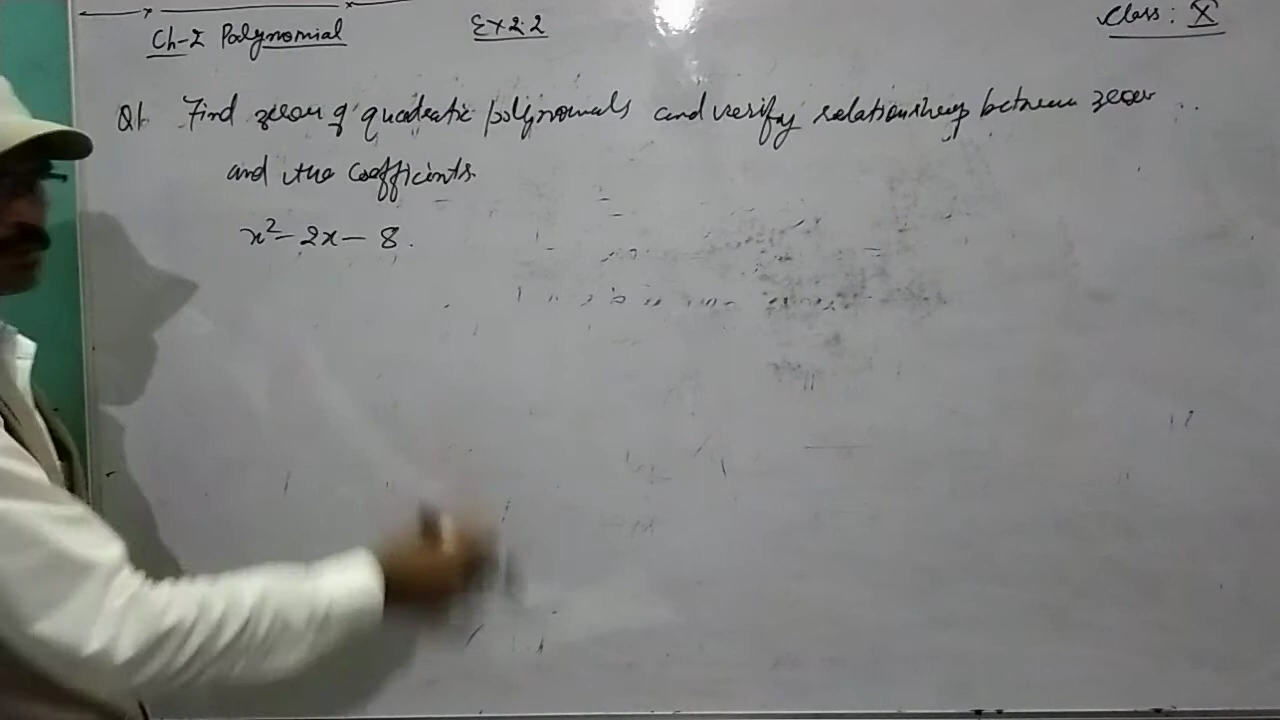 Ch-2 Polynomial Ex 2.2 Class: X
Q1. Find zeroes of quadratic polynomials and verify relationship between zeroes
and the coefficients.
x² - 2x - 8.